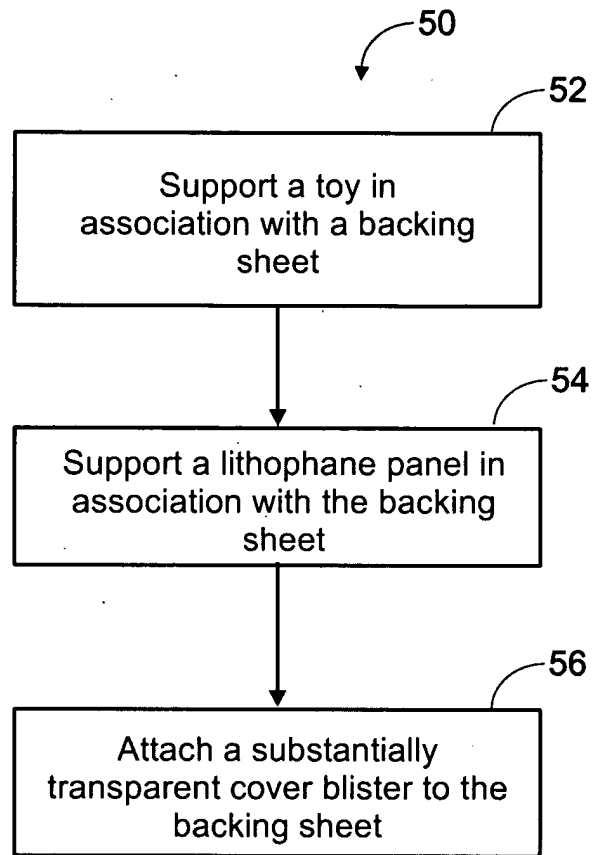 50
52
Support a toy in
association with a backing
sheet
54
Support a lithophane panel in
association with the backing
sheet
56
Attach a substantially
transparent cover blister to the
backing sheet